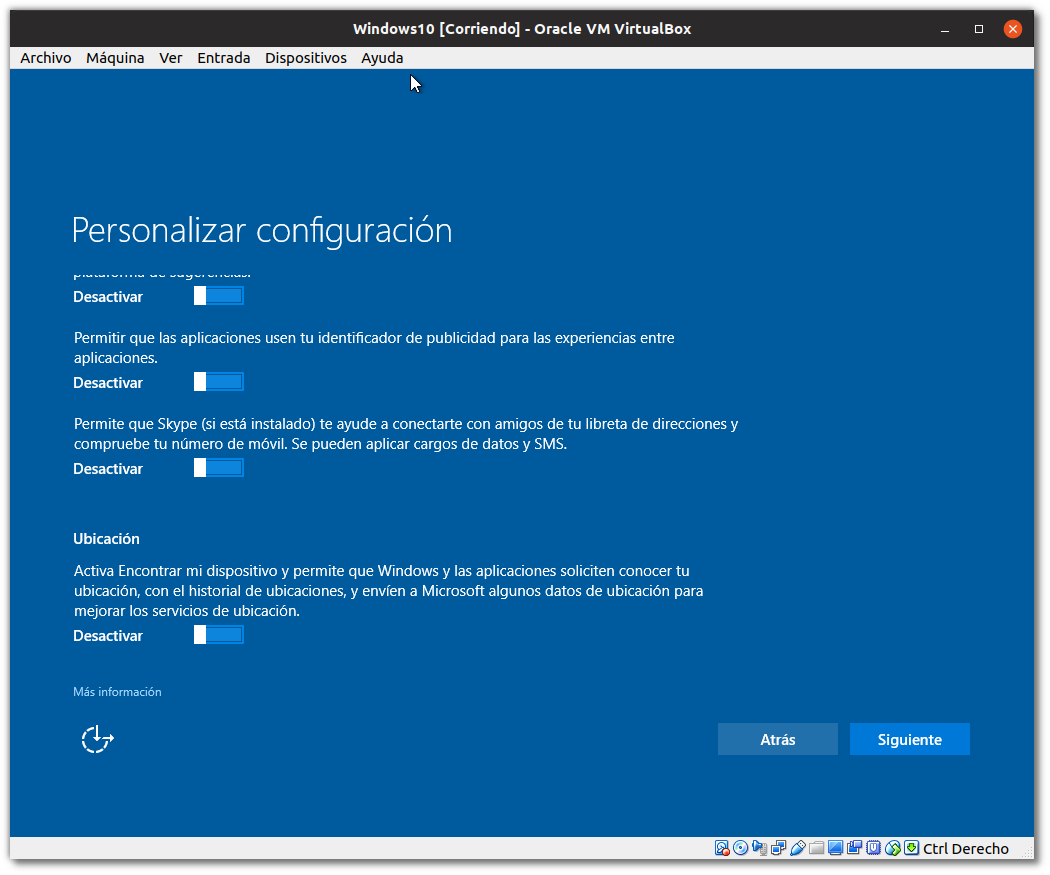 Windows10 [Corriendo] - Oracle VM VirtualBox
Archivo Máquina Ver Entrada Dispositivos Ayuda
Personalizar configuración
plataforma de sugerencias.
Desactivar
Permitir que las aplicaciones usen tu identificador de publicidad para las experiencias entre
aplicaciones.
Desactivar
Permite que Skype (si está instalado) te ayude a conectarte con amigos de tu libreta de direcciones y
compruebe tu número de móvil. Se pueden aplicar cargos de datos y SMS.
Desactivar
Ubicación
Activa Encontrar mi dispositivo y permite que Windows y las aplicaciones soliciten conocer tu
ubicación, con el historial de ubicaciones, y envíen a Microsoft algunos datos de ubicación para
mejorar los servicios de ubicación.
Desactivar
Más información
Atrás Siguiente
Ctrl Derecho